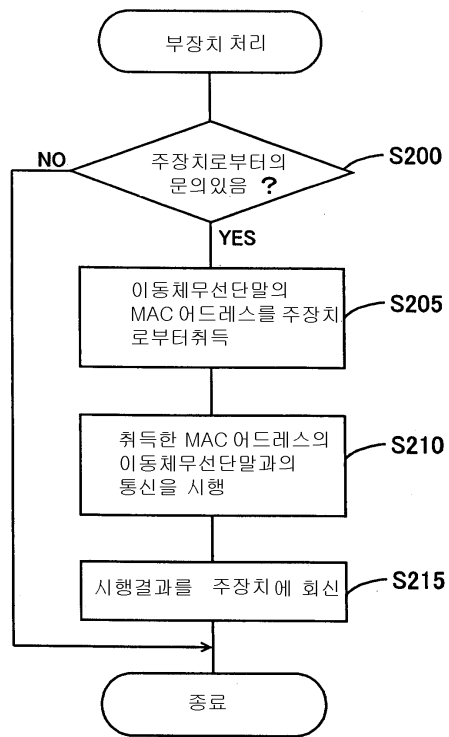 부장치 처리
주장치로부터의
문의있음 ?
S200
NO
YES
이동체무선단말의
MAC 어드레스를 주장치
로부터취득
S205
취득한 MAC 어드레스의
이동체무선단말과의
통신을 시행
S210
시행결과를 주장치에 회신
S215
종료